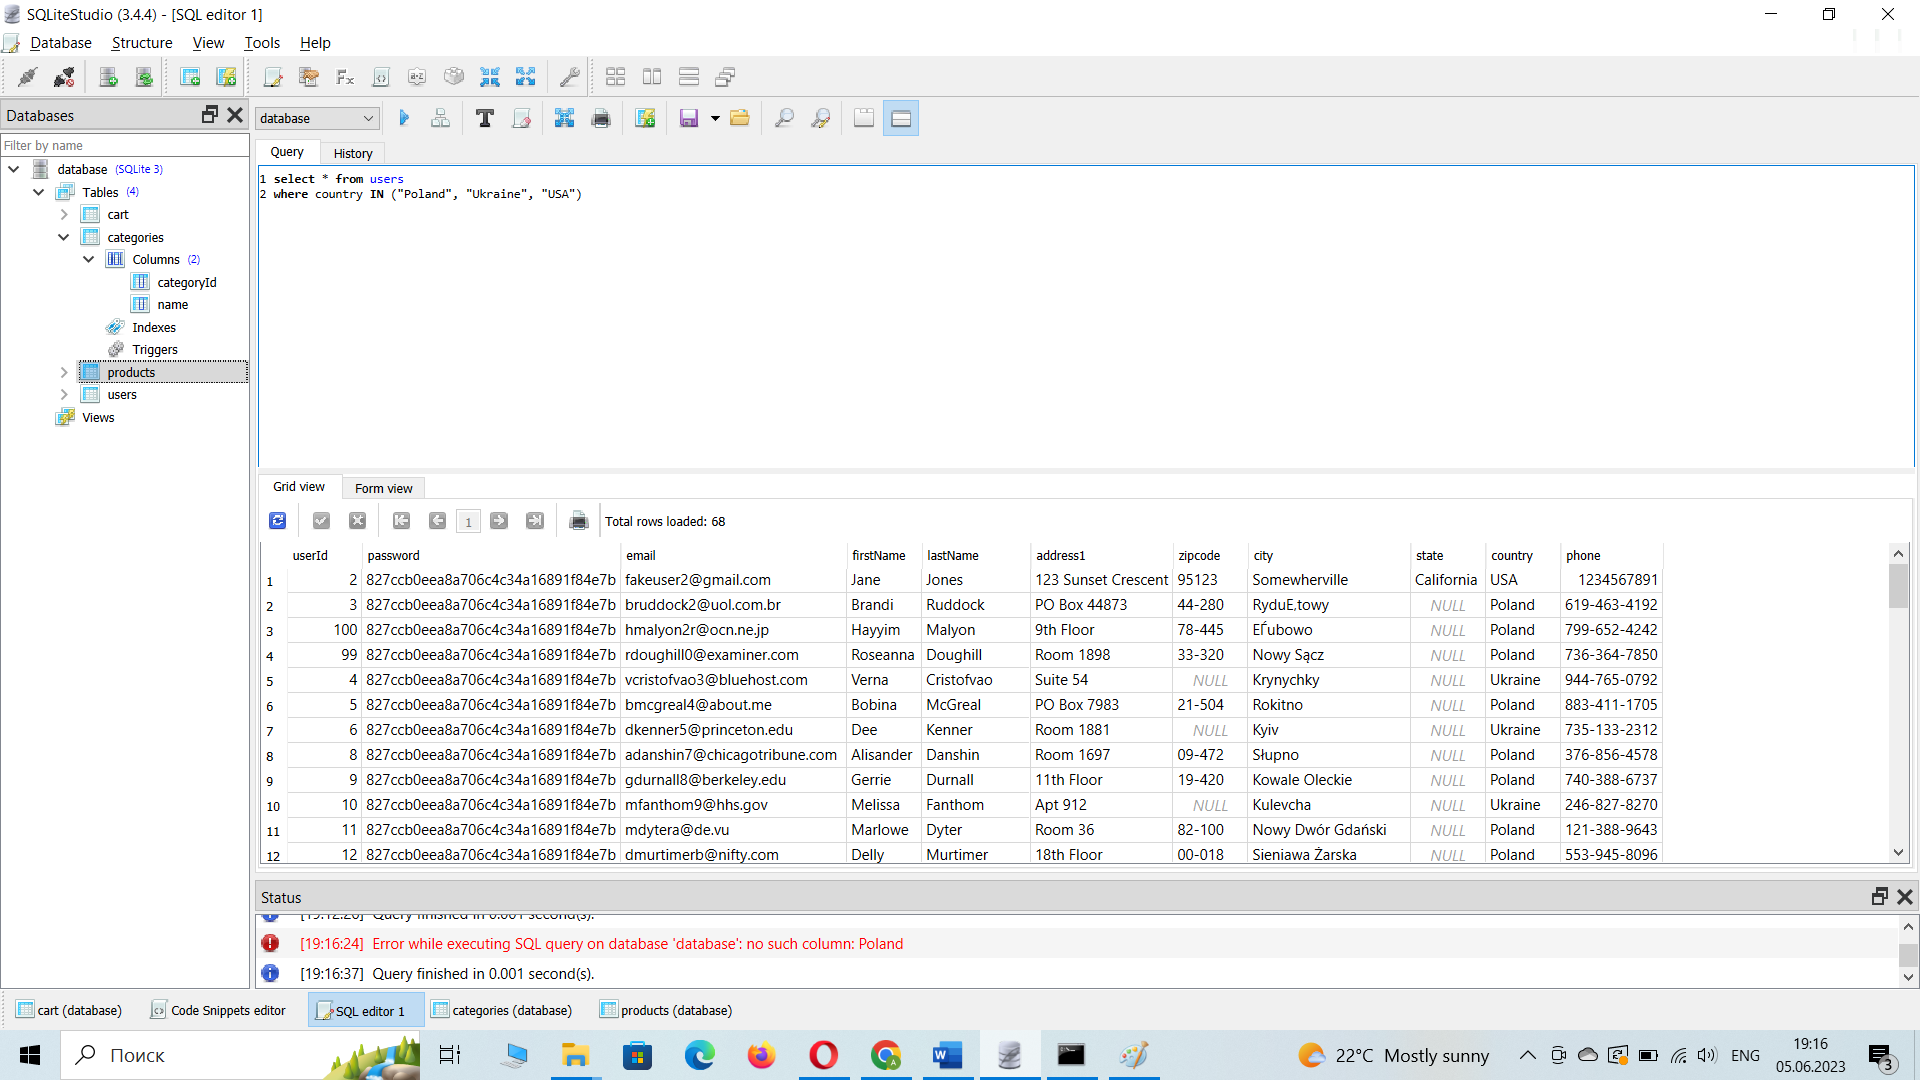 SQLiteStudio (3.4.4) - [SQL editor 1]
Database Structure View Tools Help
Databases
database
Filter by name
Query History
database (SQLite 3)
Tables (4)
cart
categories
Columns (2)
categoryId
name
Indexes
Triggers
products
users
Views
1 select * from users
2 where country IN ("Poland", "Ukraine", "USA")
Grid view Form view
1 Total rows loaded: 68
userId password email firstName lastName address1 zipcode city state country phone
1 2 827ccb0eea8a706c4c34a16891f84e7b fakeuser2@gmail.com Jane Jones 123 Sunset Crescent 95123 Somewherville California USA 1234567891
2 3 827ccb0eea8a706c4c34a16891f84e7b bruddock2@uol.com.br Brandi Ruddock PO Box 44873 44-280 RyduЕ‚towy NULL Poland 619-463-4192
3 100 827ccb0eea8a706c4c34a16891f84e7b hmalyon2r@ocn.ne.jp Hayyim Malyon 9th Floor 78-445 ЕЃubowo NULL Poland 799-652-4242
4 99 827ccb0eea8a706c4c34a16891f84e7b rdoughill0@examiner.com Roseanna Doughill Room 1898 33-320 Nowy Sącz NULL Poland 736-364-7850
5 4 827ccb0eea8a706c4c34a16891f84e7b vcristofvao3@bluehost.com Verna Cristofvao Suite 54 NULL Krynychky NULL Ukraine 944-765-0792
6 5 827ccb0eea8a706c4c34a16891f84e7b bmcgreal4@about.me Bobina McGreal PO Box 7983 21-504 Rokitno NULL Poland 883-411-1705
7 6 827ccb0eea8a706c4c34a16891f84e7b dkenner5@princeton.edu Dee Kenner Room 1881 NULL Kyiv NULL Ukraine 735-133-2312
8 8 827ccb0eea8a706c4c34a16891f84e7b adanshin7@chicagotribune.com Alisander Danshin Room 1697 09-472 Słupno NULL Poland 376-856-4578
9 9 827ccb0eea8a706c4c34a16891f84e7b gdurnall8@berkeley.edu Gerrie Durnall 11th Floor 19-420 Kowale Oleckie NULL Poland 740-388-6737
10 10 827ccb0eea8a706c4c34a16891f84e7b mfanthom9@hhs.gov Melissa Fanthom Apt 912 NULL Kulevcha NULL Ukraine 246-827-8270
11 11 827ccb0eea8a706c4c34a16891f84e7b mdytera@de.vu Marlowe Dyter Room 36 82-100 Nowy Dwór Gdański NULL Poland 121-388-9643
12 12 827ccb0eea8a706c4c34a16891f84e7b dmurtimerb@nifty.com Delly Murtimer 18th Floor 00-018 Sieniawa Żarska NULL Poland 553-945-8096
Status
Query finished in 0.001 second(s).
[19:16:24] Error while executing SQL query on database 'database': no such column: Poland
[19:16:37] Query finished in 0.001 second(s).
cart (database) Code Snippets editor SQL editor 1 categories (database) products (database)
Поиск
22°C Mostly sunny
ENG
19:16
05.06.2023
3